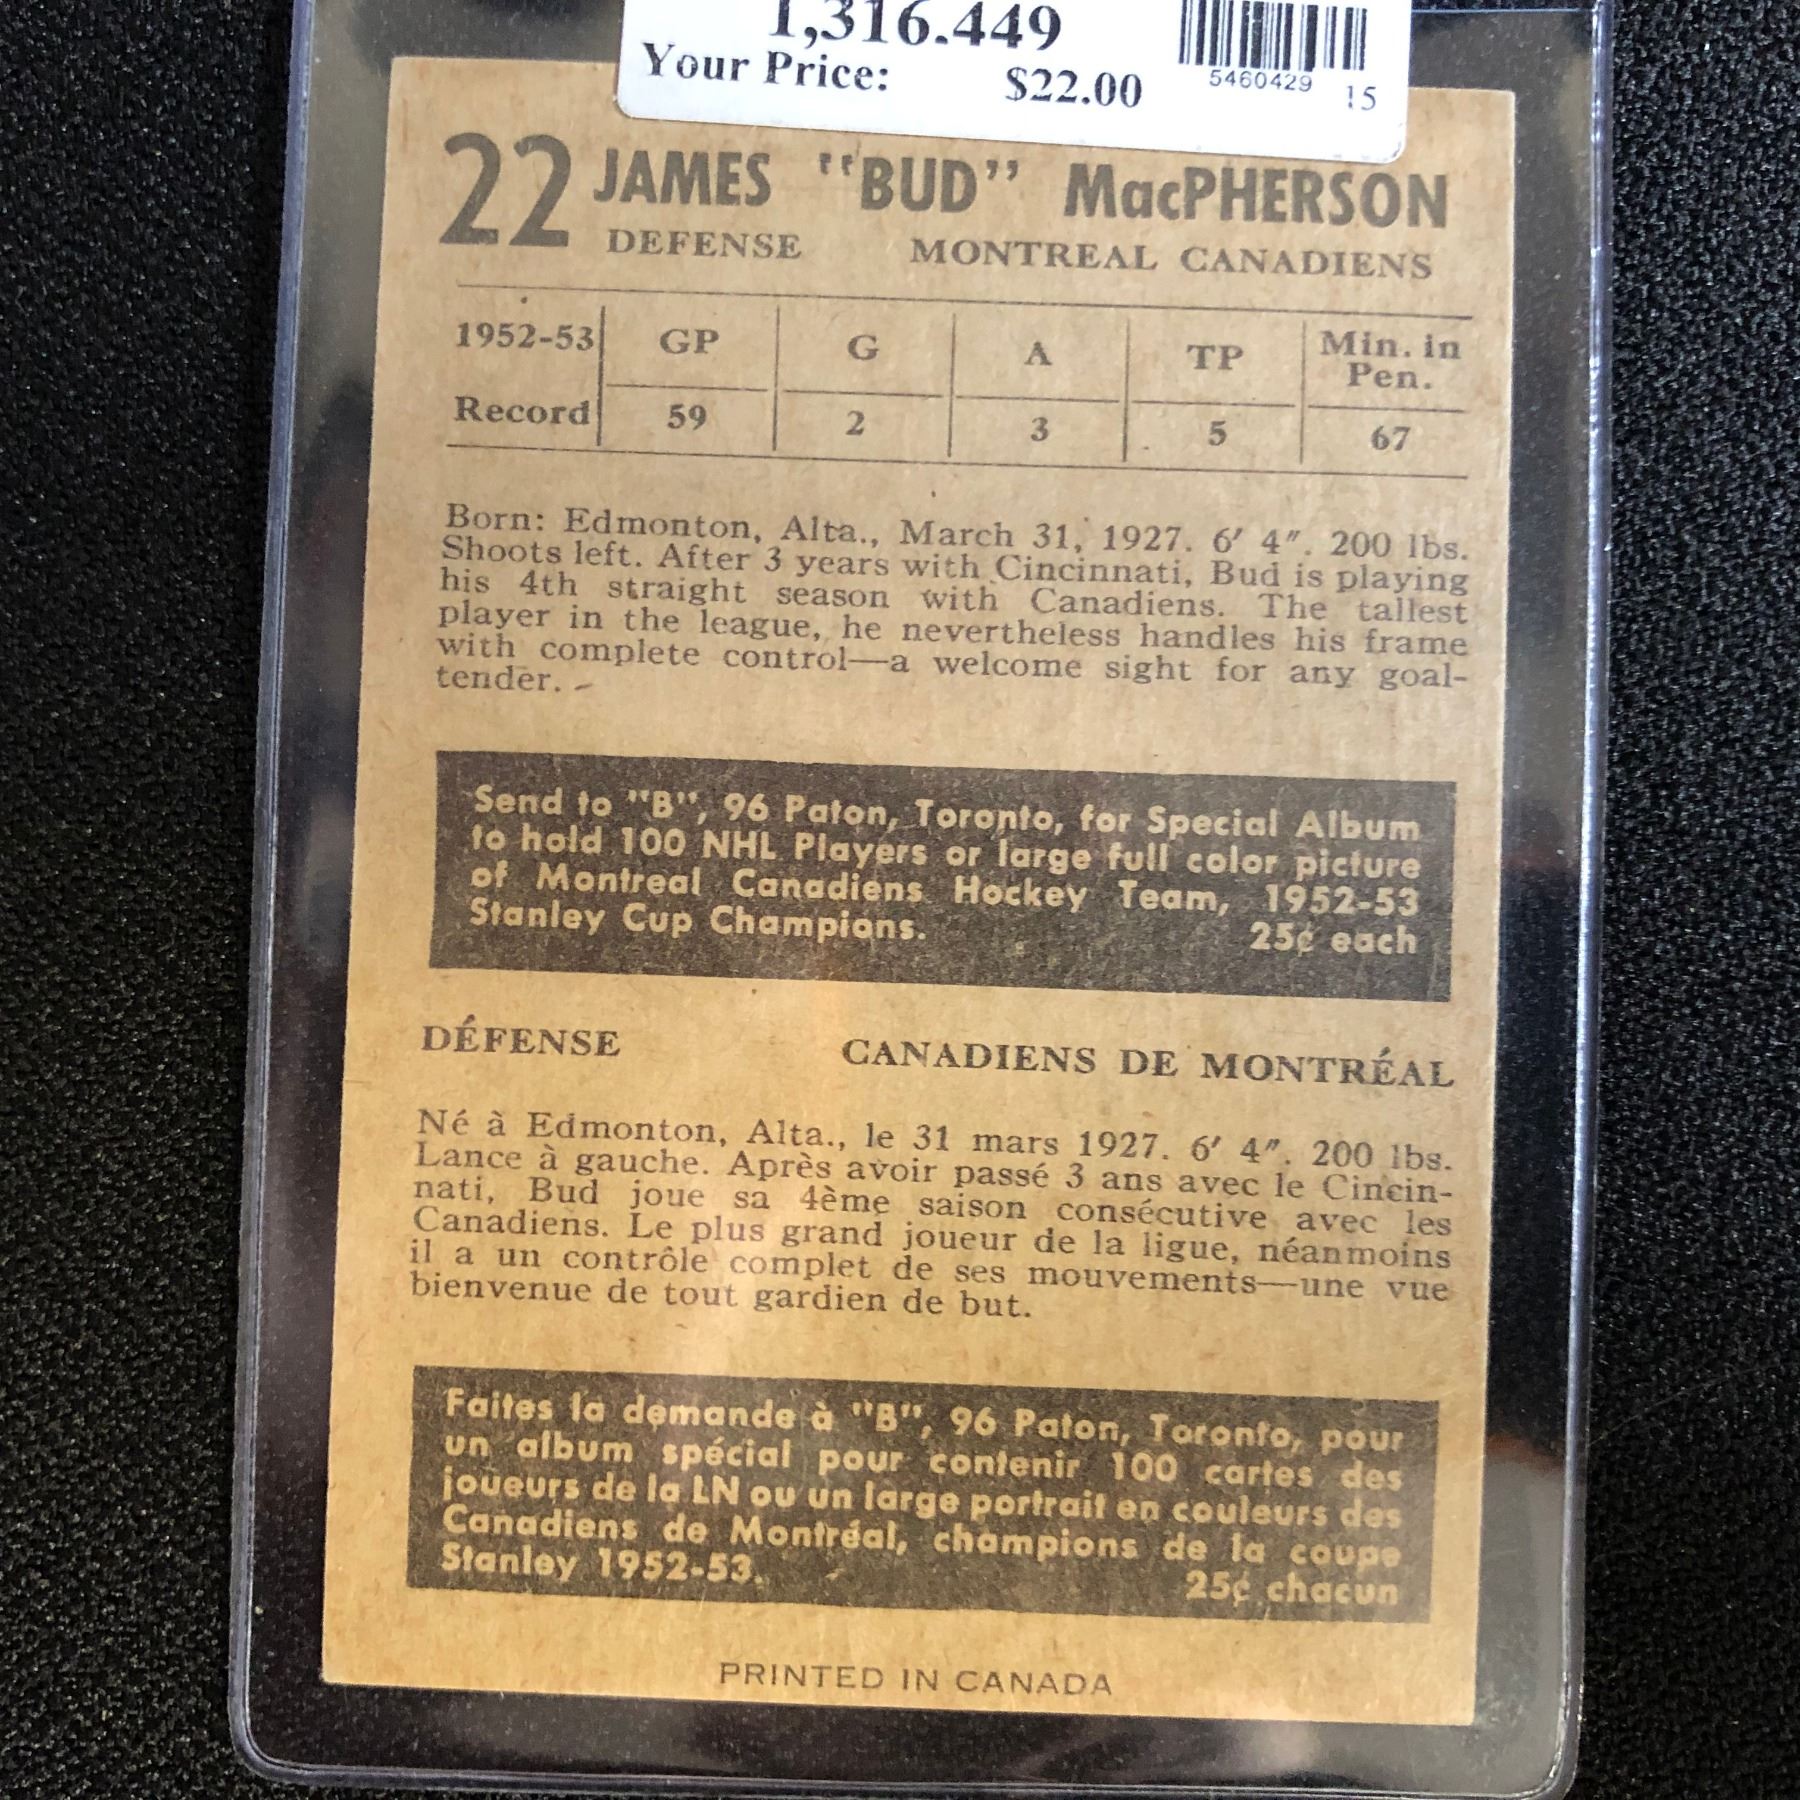 1,316.449
Your Price: $22.00
5460429 15
22 JAMES "BUD" MacPHERSON
DEFENSE MONTREAL CANADIENS
1952-53 GP G A TP Min. in
Pen.
Record 59 2 3 5 67
Born: Edmonton, Alta., March 31, 1927. 6′ 4″. 200 lbs.
Shoots left. After 3 years with Cincinnati, Bud is playing
his 4th straight season with Canadiens. The tallest
player in the league, he nevertheless handles his frame
with complete control—a welcome sight for any goal-
tender.
Send to "B", 96 Paton, Toronto, for Special Album
to hold 100 NHL Players or large full color picture
of Montreal Canadiens Hockey Team, 1952-53
Stanley Cup Champions. 25¢ each
DÉFENSE CANADIENS DE MONTRÉAL
Né à Edmonton, Alta., le 31 mars 1927. 6′ 4″. 200 lbs.
Lance à gauche. Après avoir passé 3 ans avec le Cincin-
nati, Bud joue sa 4ème saison consécutive avec les
Canadiens. Le plus grand joueur de la ligue, néanmoins
il a un contrôle complet de ses mouvements—une vue
bienvenue de tout gardien de but.
Faites la demande à "B", 96 Paton, Toronto, pour
un album spécial pour contenir 100 cartes des
joueurs de la LN ou un large portrait en couleurs des
Canadiens de Montréal, champions de la coupe
Stanley 1952-53. 25¢ chacun
PRINTED IN CANADA